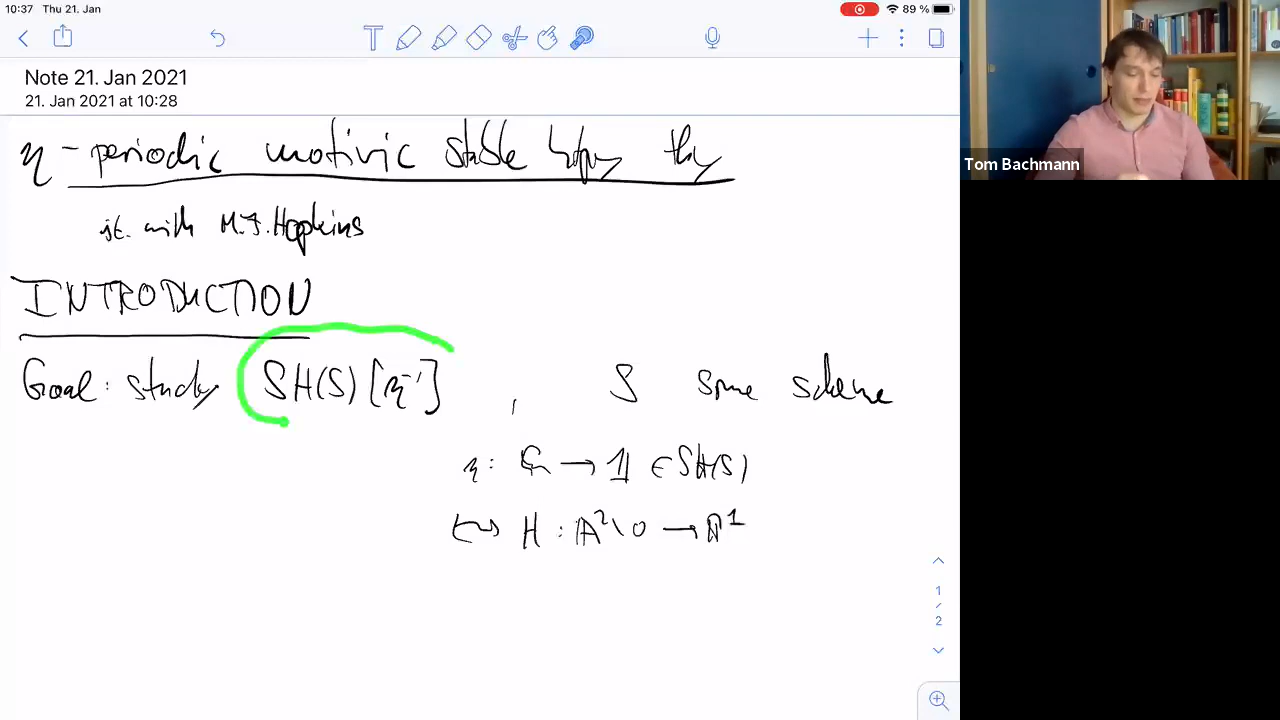 10:37 Thu 21. Jan
89 %
Note 21. Jan 2021
21. Jan 2021 at 10:28
η-periodic motivic stable htpy thy
jt. with M.J. Hopkins
INTRODUCTION
Goal: study SH(S)[η⁻¹] , S some scheme
η: 𝔾ₘ → 𝟙 ∈ SH(S)
↔ H : 𝔸²\0 → ℙ¹
1
/
2
Tom Bachmann